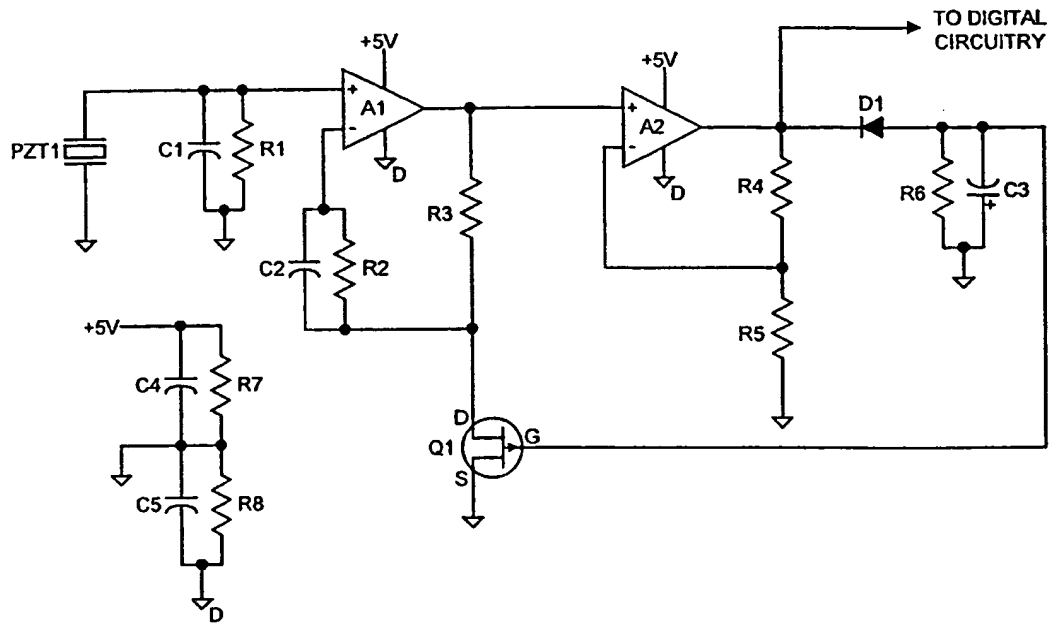 TO DIGITAL
CIRCUITRY
+5V
+5V
PZT1
C1
R1
+
-
A1
D
+
-
A2
D
D1
R4
R6
C3
+
R3
C2
R2
R5
+5V
C4
R7
D
Q1
G
S
C5
R8
D